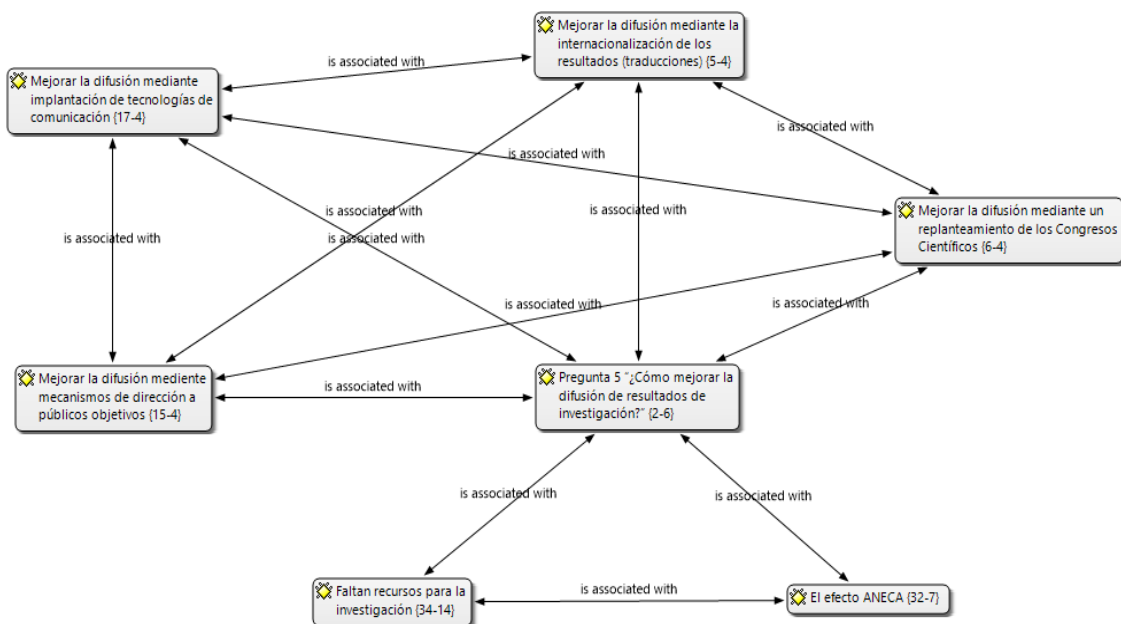 Mejorar la difusión mediante la
internacionalización de los
resultados (traducciones) {5-4}
is associated with
Mejorar la difusión mediante
implantación de tecnologías de
comunicación {17-4}
is associated with
is associated with
Mejorar la difusión mediante un
replanteamiento de los Congresos
Científicos {6-4}
is associated with
is associated with
is associated with
is associated with
is associated with
is associated with
Mejorar la difusión mediente
mecanismos de dirección a
públicos objetivos {15-4}
is associated with
Pregunta 5 "¿Cómo mejorar la
difusión de resultados de
investigación?" {2-6}
is associated with
is associated with
Faltan recursos para la
investigación {34-14}
is associated with
El efecto ANECA {32-7}